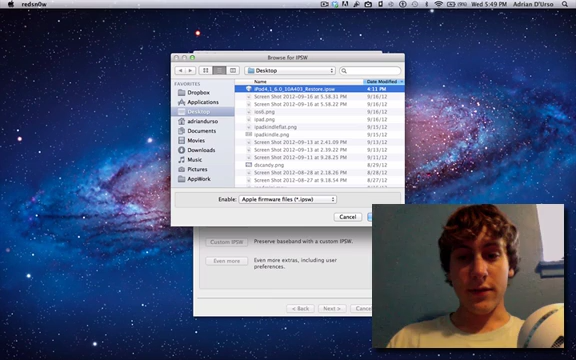 redsn0w
Wed 5:49 PM Adrian D'Urso
Browse for IPSW
Desktop
FAVORITES
Dropbox
Applications
Desktop
adriandurso
Documents
Movies
Downloads
Music
Pictures
AppWork
Name Date Modified
iPod4,1_6.0_10A403_Restore.ipsw 4:11 PM
Screen Shot 2012-09-16 at 5.58.31 PM 9/16/12
Screen Shot 2012-09-16 at 5.58.22 PM 9/16/12
ios6.png 9/16/12
ipad.png 9/16/12
ipadkindleflat.png 9/15/12
ipadkindle.png 9/15/12
Screen Shot 2012-09-13 at 2.41.09 PM 9/13/12
Screen Shot 2012-09-13 at 2.39.22 PM 9/13/12
Screen Shot 2012-09-11 at 9.28.25 PM 9/11/12
dscandy.png 8/29/12
Screen Shot 2012-08-28 at 2.18.26 PM 8/28/12
Screen Shot 2012-08-27 at 9.18.54 PM 8/27/12
Enable: Apple firmware files (*.ipsw)
Cancel
Custom IPSW Preserve baseband with a custom IPSW.
Even more Even more extras, including user
preferences.
< Back Next > Cancel